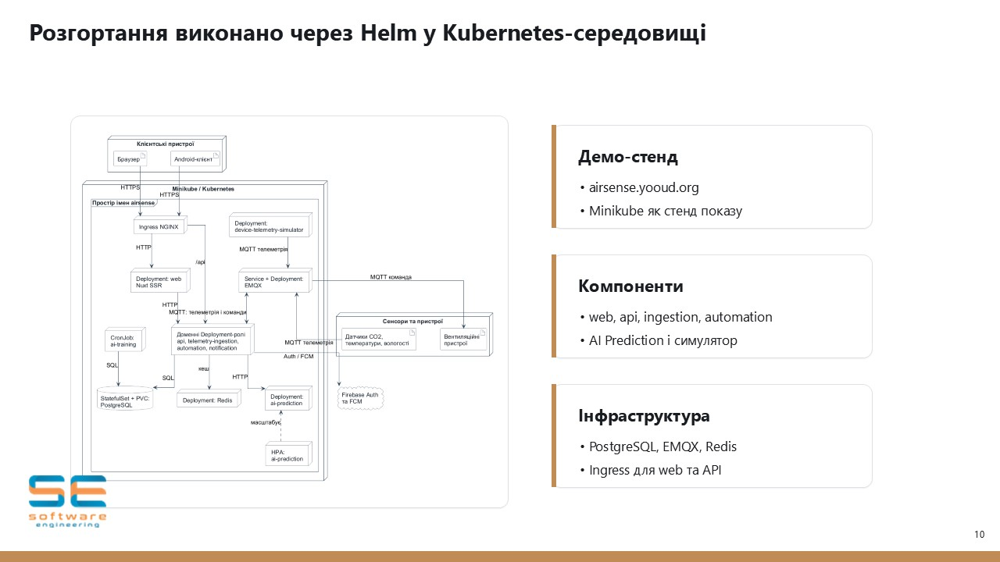 Розгортання виконано через Helm у Kubernetes-середовищі
Клієнтські пристрої
Браузер
Android-клієнт
HTTPS
HTTPS
Minikube / Kubernetes
Простір імен airsense
Ingress NGINX
Deployment:
device-telemetry-simulator
HTTP
/api
MQTT телеметрія
Deployment: web
Nuxt SSR
Service + Deployment:
EMQX
MQTT команда
HTTP
MQTT: телеметрія і команди
Сенсори та пристрої
Датчики CO2,
температури, вологості
Вентиляційні
пристрої
CronJob:
ai-training
Доменні Deployment-ролі
api, telemetry-ingestion,
automation, notification
MQTT телеметрія
Auth / FCM
SQL
SQL
кеш
HTTP
StatefulSet + PVC:
PostgreSQL
Deployment: Redis
Deployment:
ai-prediction
Firebase Auth
та FCM
масштабує
HPA:
ai-prediction
SE
software
engineering
Демо-стенд
• airsense.yooud.org
• Minikube як стенд показу
Компоненти
• web, api, ingestion, automation
• AI Prediction і симулятор
Інфраструктура
• PostgreSQL, EMQX, Redis
• Ingress для web та API
10